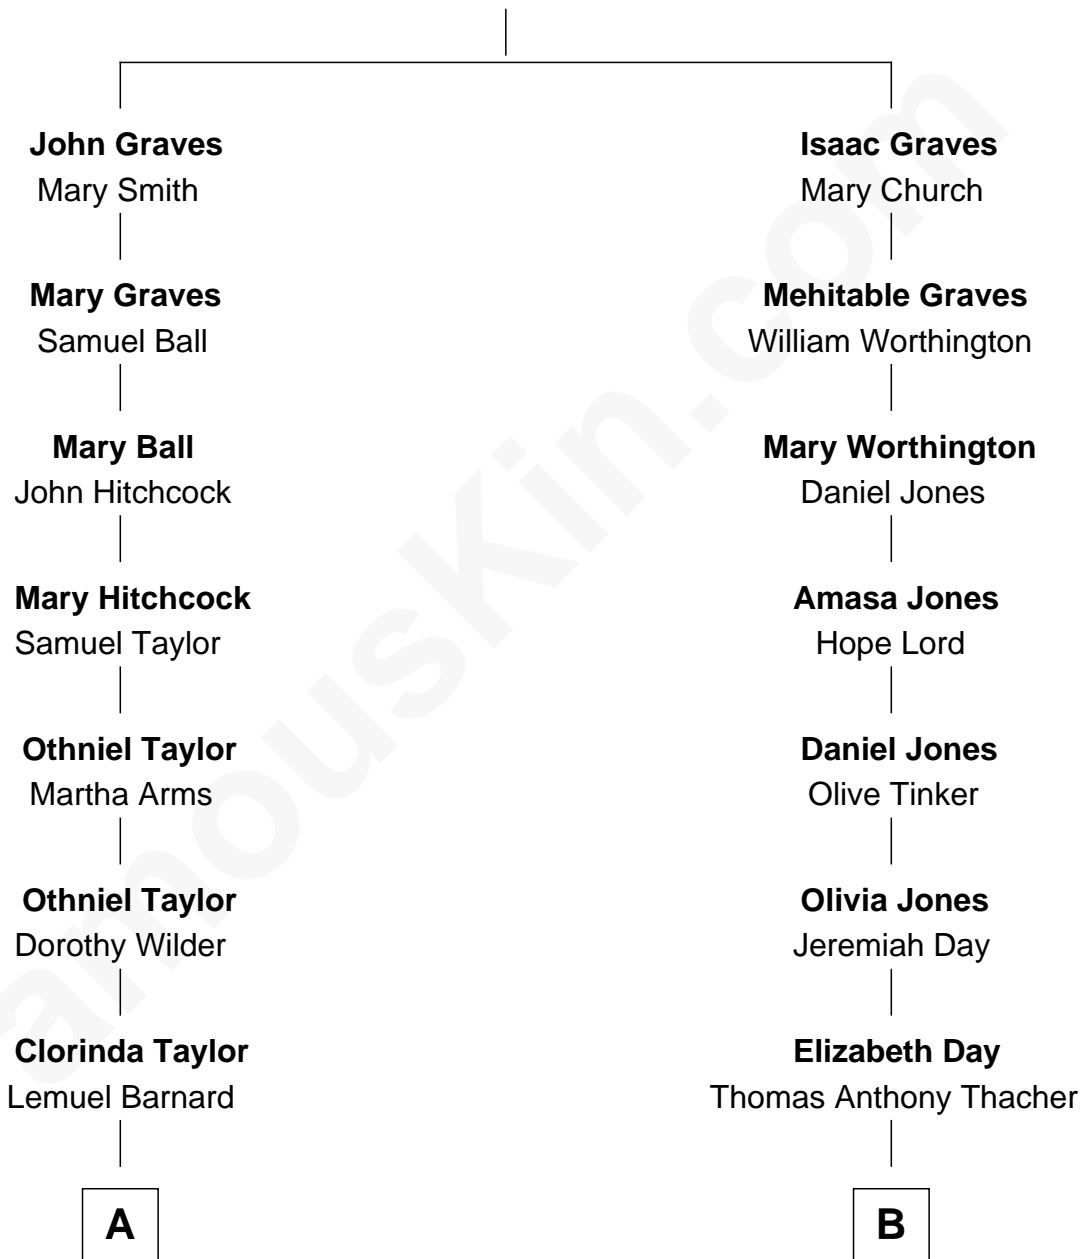 John Graves
Mary Smith
Isaac Graves
Mary Church
Mary Graves
Samuel Ball
Mehitable Graves
William Worthington
Mary Ball
John Hitchcock
Mary Worthington
Daniel Jones
Mary Hitchcock
Samuel Taylor
Amasa Jones
Hope Lord
Othniel Taylor
Martha Arms
Daniel Jones
Olive Tinker
Othniel Taylor
Dorothy Wilder
Olivia Jones
Jeremiah Day
Clorinda Taylor
Lemuel Barnard
Elizabeth Day
Thomas Anthony Thacher
A
B
amouskin.com